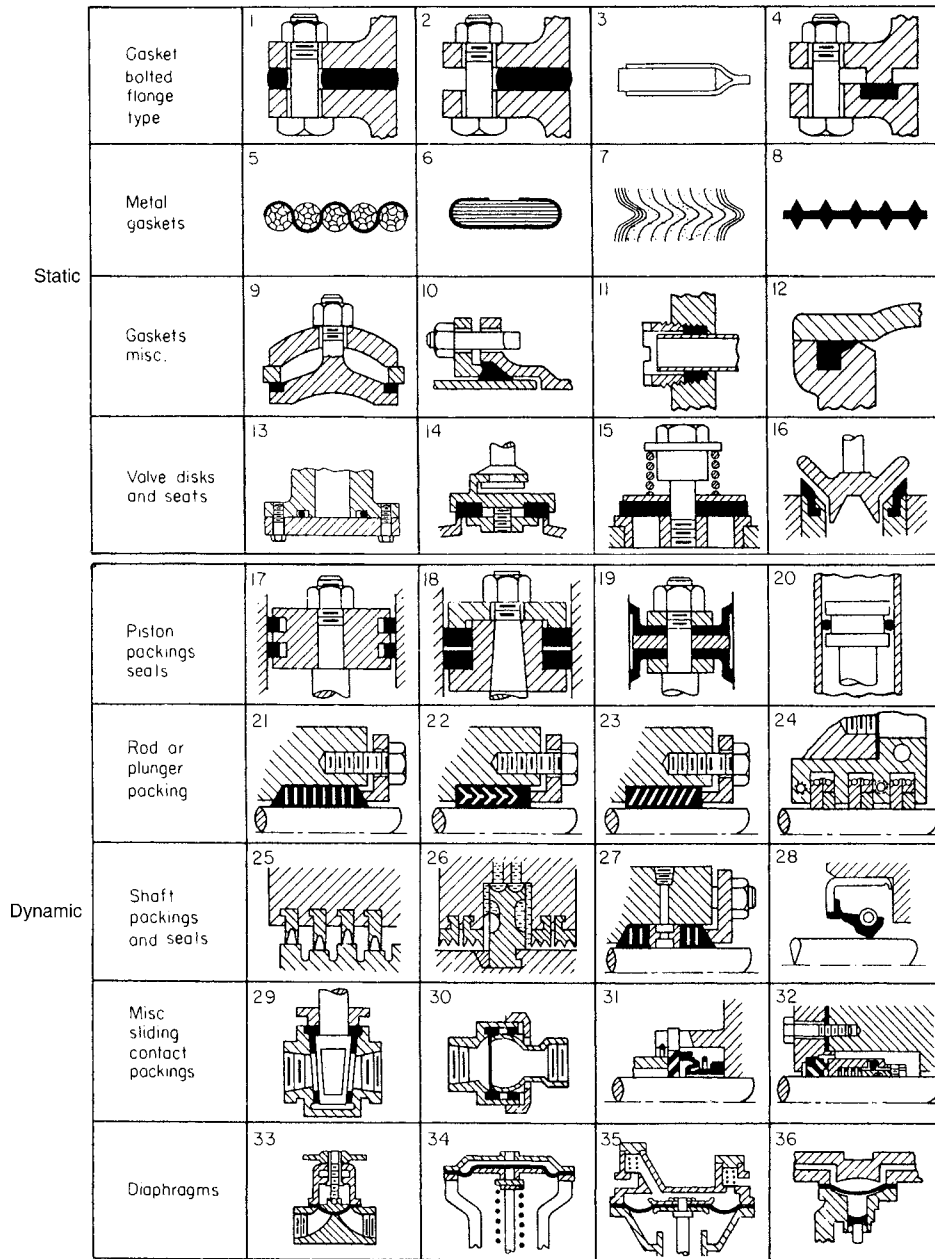 Gasket
bolted
flange
type
1
2
3
4
Metal
gaskets
5
6
7
8
Static
Gaskets
misc.
9
10
11
12
Valve disks
and seats
13
14
15
16
Piston
packings
seals
17
18
19
20
Rod or
plunger
packing
21
22
23
24
Dynamic
Shaft
packings
and seals
25
26
27
28
Misc
sliding
contact
packings
29
30
31
32
Diaphragms
33
34
35
36